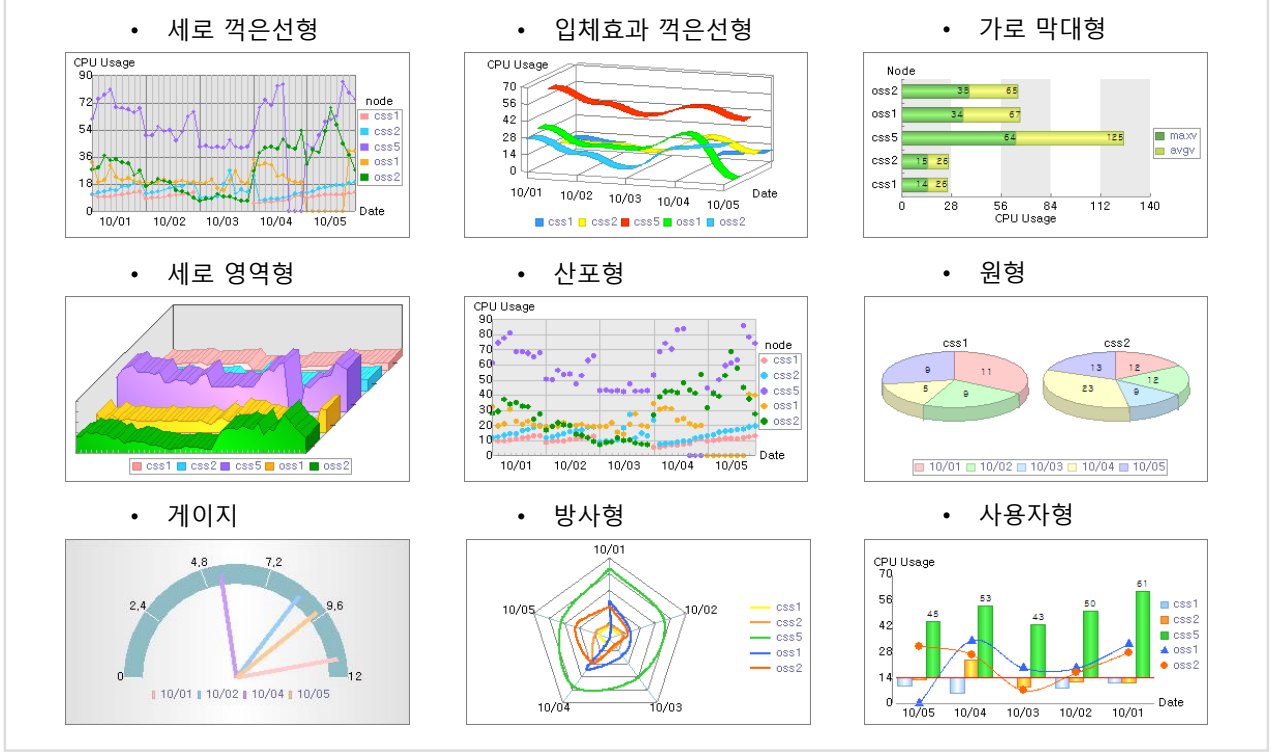 • 세로 꺽은선형
• 입체효과 꺽은선형
• 가로 막대형
CPU Usage
90
72
54
36
18
0
10/01 10/02 10/03 10/04 10/05
Date
node
css1
css2
css5
oss1
oss2
CPU Usage
70
56
42
28
14
0
10/01 10/02 10/03 10/04 10/05
Date
css1 css2 css5 oss1 oss2
Node
oss2 38 65
oss1 34 67
css5 64 125
css2 15 26
css1 14 26
0 28 56 84 112 140
CPU Usage
maxv
avgv
• 세로 영역형
• 산포형
• 원형
css1 css2 css5 oss1 oss2
CPU Usage
90
80
70
60
50
40
30
20
10
0
10/01 10/02 10/03 10/04 10/05
Date
node
css1
css2
css5
oss1
oss2
css1
9 11
5 9
css2
13 12
23 12
9
10/01 10/02 10/03 10/04 10/05
• 게이지
• 방사형
• 사용자형
4,8 7,2
2,4 9,6
0 12
10/01 10/02 10/04 10/05
10/01
10/05 10/02
10/04 10/03
css1
css2
css5
oss1
oss2
CPU Usage
70
56
42
28
14
0
45 53 43 50 61
10/05 10/04 10/03 10/02 10/01
Date
css1
css2
css5
oss1
oss2